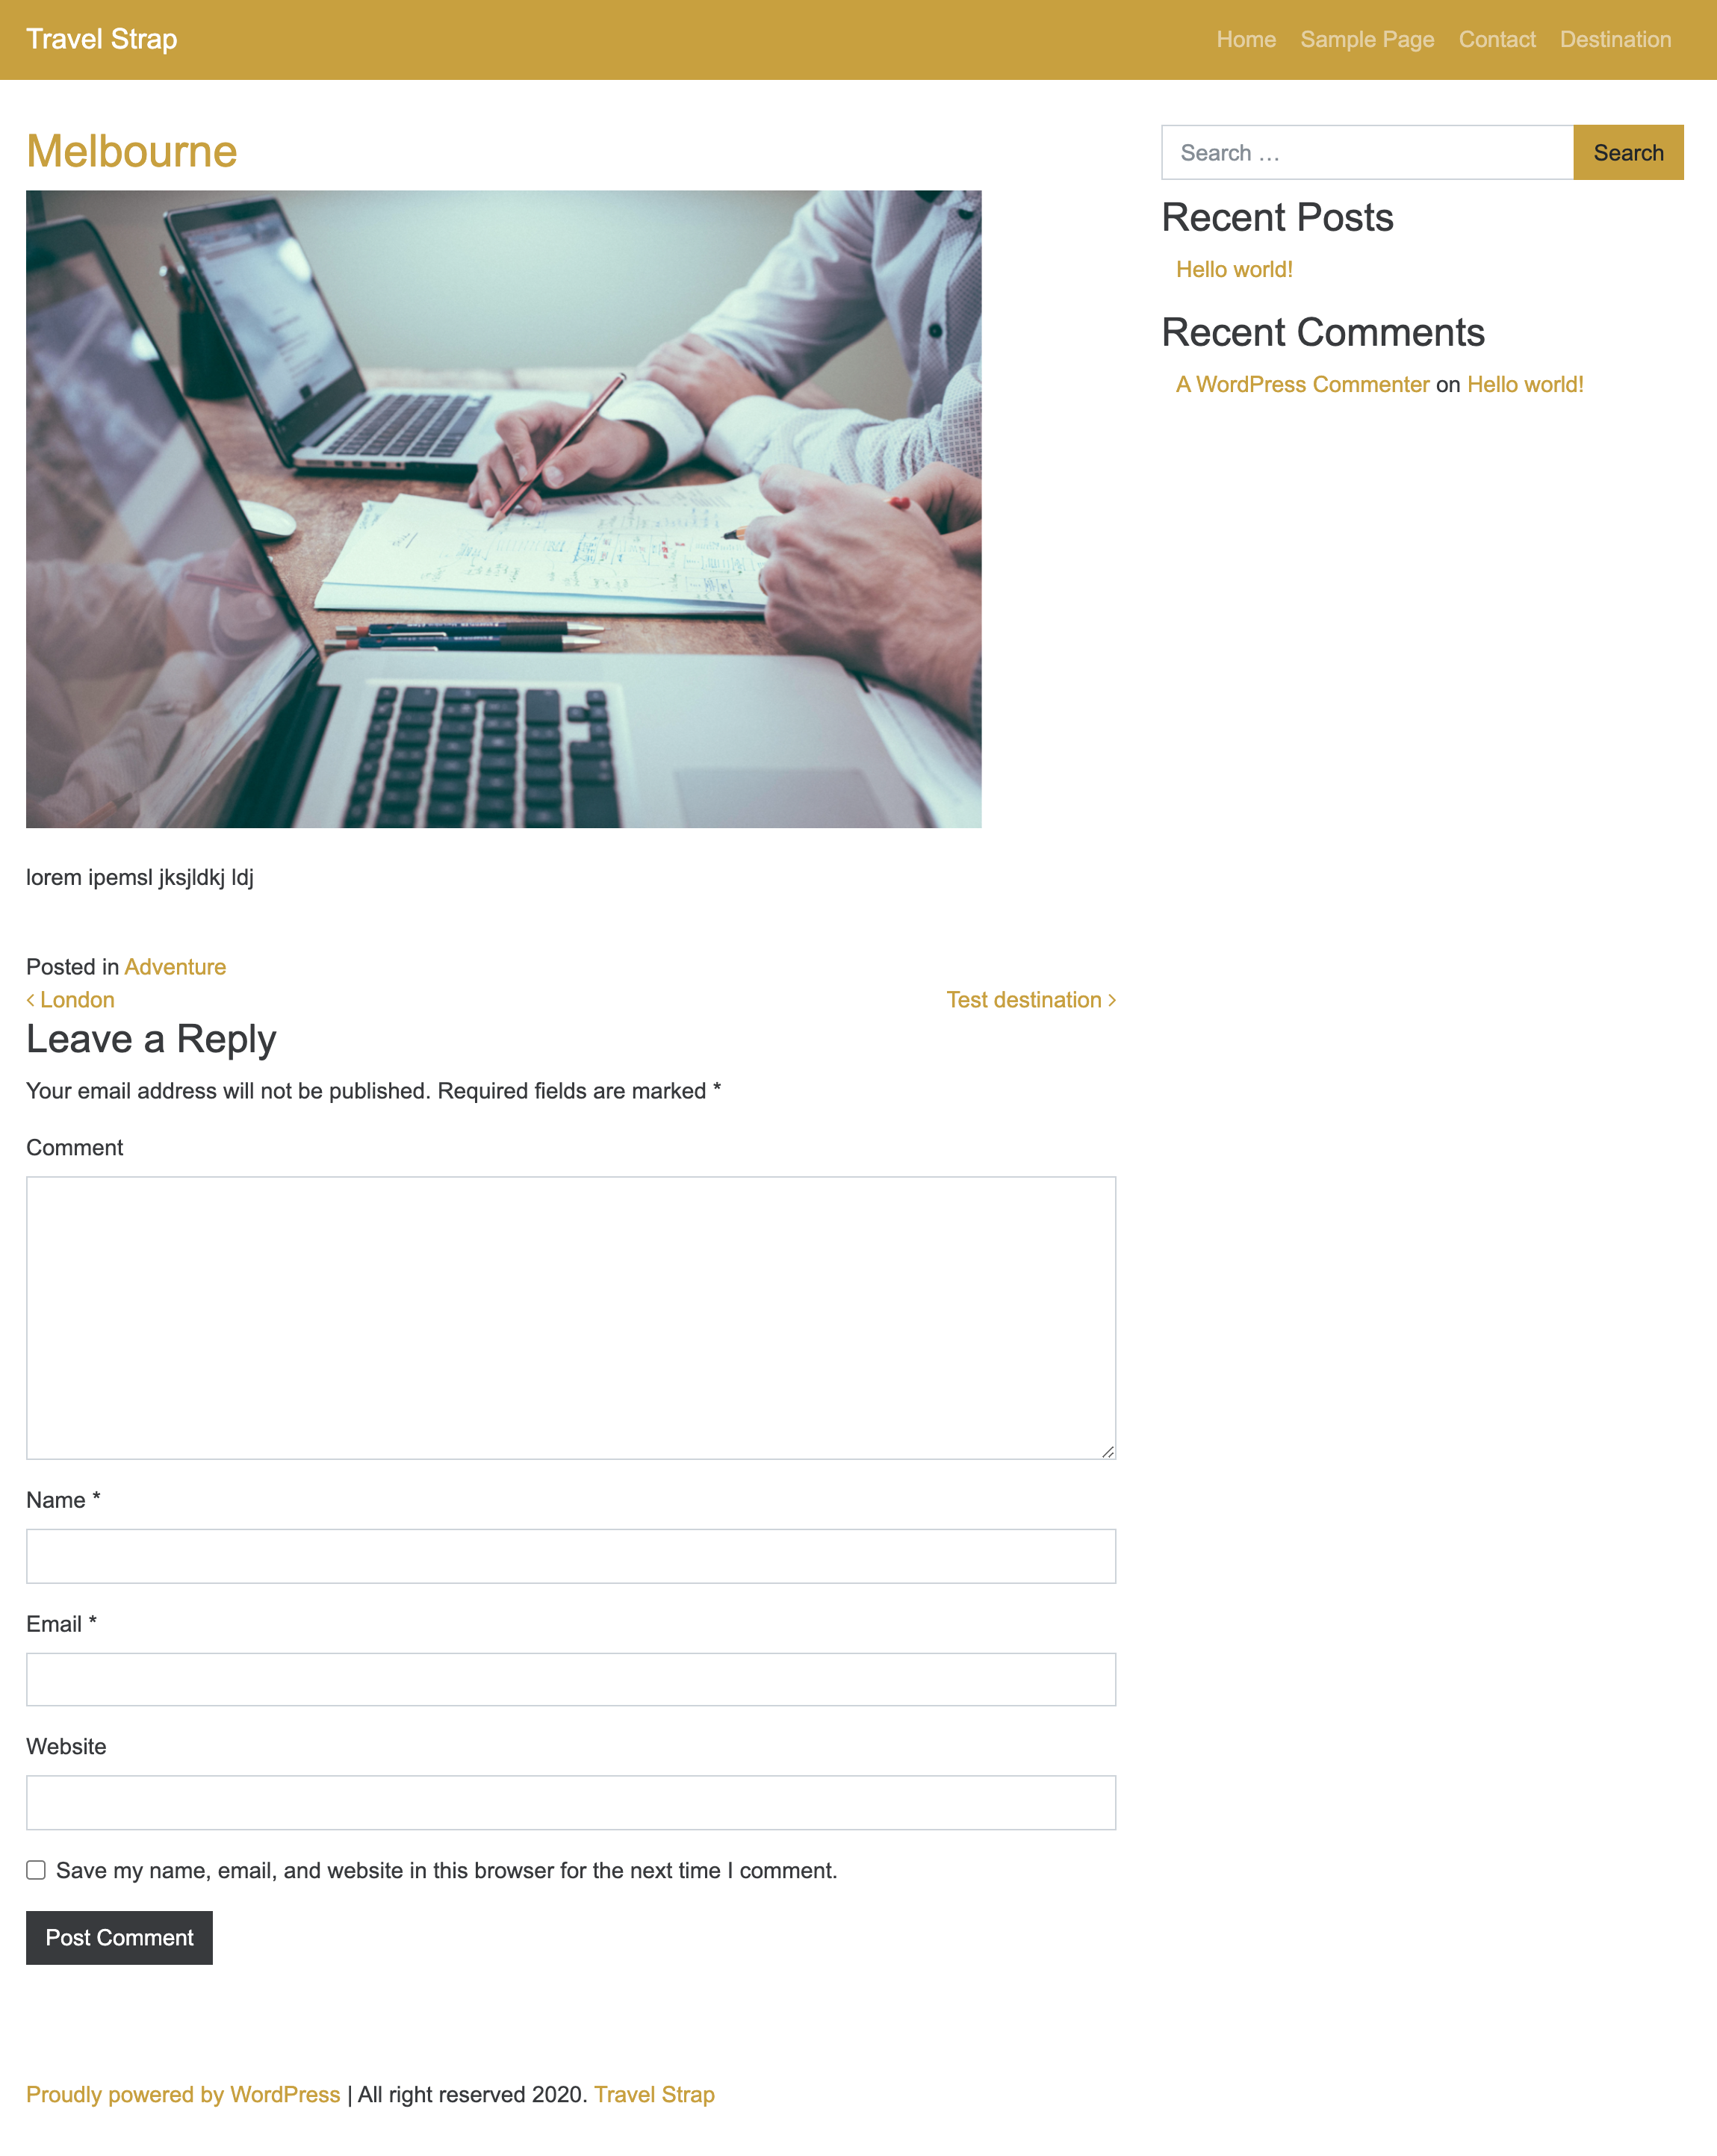 Travel Strap
Home Sample Page Contact Destination
Melbourne
lorem ipemsl jksjldkj ldj
Posted in Adventure
‹ London
Test destination ›
Leave a Reply
Your email address will not be published. Required fields are marked *
Comment
Name *
Email *
Website
Save my name, email, and website in this browser for the next time I comment.
Post Comment
Search …
Search
Recent Posts
Hello world!
Recent Comments
A WordPress Commenter on Hello world!
Proudly powered by WordPress | All right reserved 2020. Travel Strap